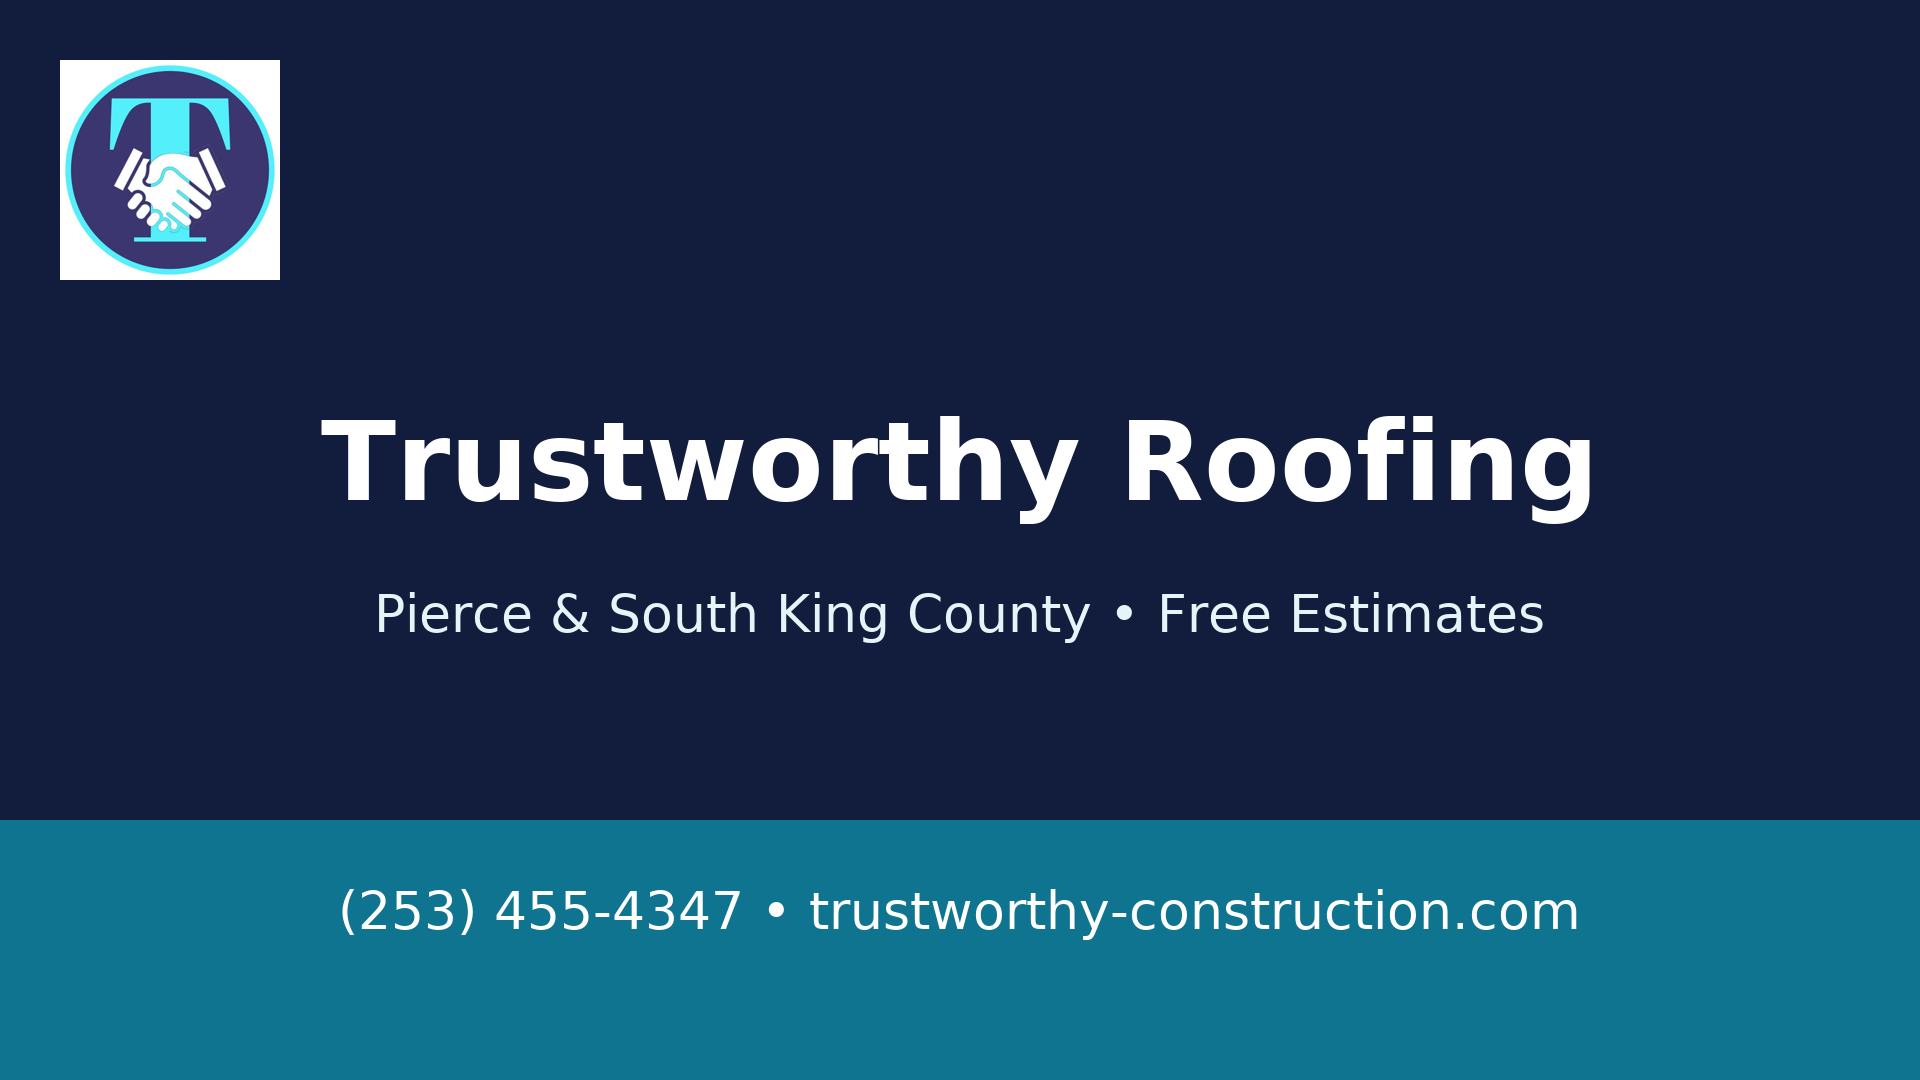 T
Trustworthy Roofing
Pierce & South King County • Free Estimates
(253) 455-4347 • trustworthy-construction.com